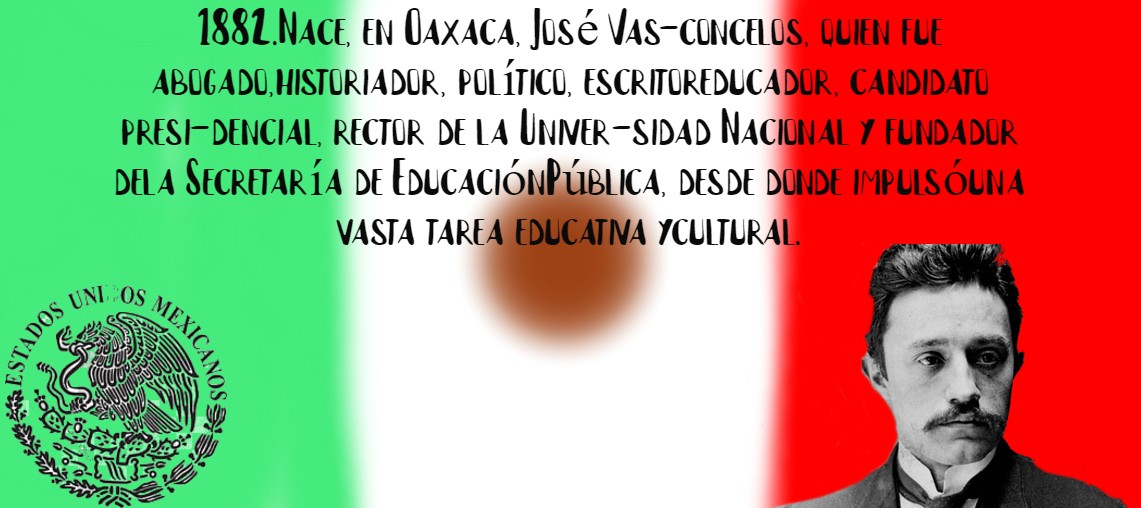 1882.Nace, en Oaxaca, José Vas-concelos, quien fue
abogado,historiador, político, escritoreducador, candidato
presi-dencial, rector de la Univer-sidad Nacional y fundador
dela Secretaría de EducaciónPública, desde donde impulsóuna
vasta tarea educativa ycultural.
ESTADOS UNIDOS MEXICANOS